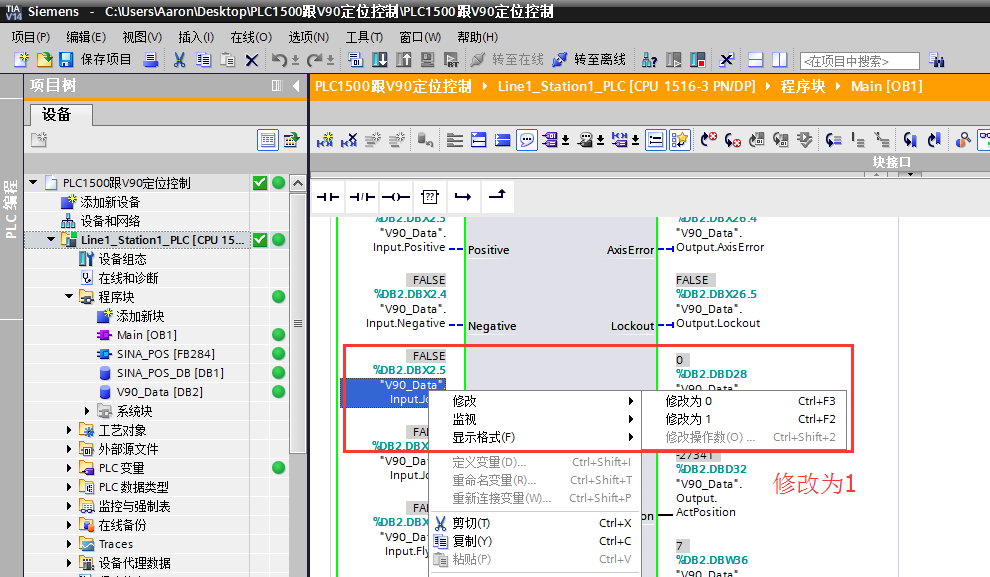 TIA V14 Siemens - C:\Users\Aaron\Desktop\PLC1500跟V90定位控制\PLC1500跟V90定位控制
项目(P) 编辑(E) 视图(V) 插入(I) 在线(O) 选项(N) 工具(T) 窗口(W) 帮助(H)
保存项目 转至在线 转至离线 <在项目中搜索>
项目树
PLC1500跟V90定位控制 Line1_Station1_PLC [CPU 1516-3 PN/DP] 程序块 Main [OB1]
设备
PLC 编程
块接口
PLC1500跟V90定位控制
添加新设备
设备和网络
Line1_Station1_PLC [CPU 15...
设备组态
在线和诊断
程序块
添加新块
Main [OB1]
SINA_POS [FB284]
SINA_POS_DB [DB1]
V90_Data [DB2]
系统块
工艺对象
外部源文件
PLC 变量
PLC 数据类型
监控与强制表
在线备份
Traces
设备代理数据
%DB2.DBX2.3
"V90_Data".
Input.Positive
Positive
AxisError
%DB2.DBX26.4
"V90_Data".
Output.AxisError
FALSE
%DB2.DBX2.4
"V90_Data".
Input.Negative
Negative
Lockout
FALSE
%DB2.DBX26.5
"V90_Data".
Output.Lockout
FALSE
%DB2.DBX2.5
"V90_Data".
Input.Jo
0
%DB2.DBD28
"V90_Data".
修改
监视
显示格式(F)
修改为 0 Ctrl+F3
修改为 1 Ctrl+F2
修改操作数(O) ... Ctrl+Shift+2
定义变量(D)... Ctrl+Shift+I
重命名变量(R)... Ctrl+Shift+T
重新连接变量(W)... Ctrl+Shift+P
剪切(T) Ctrl+X
复制(Y) Ctrl+C
粘贴(P) Ctrl+V
FA
%DB2.DB
"V90_Da
Input.Jo
FA
%DB2.DBX
"V90_Da
Input.Fly
-27341
%DB2.DBD32
"V90_Data".
Output.
ActPosition
on
7
%DB2.DBW36
"V90_Data".
修改为1